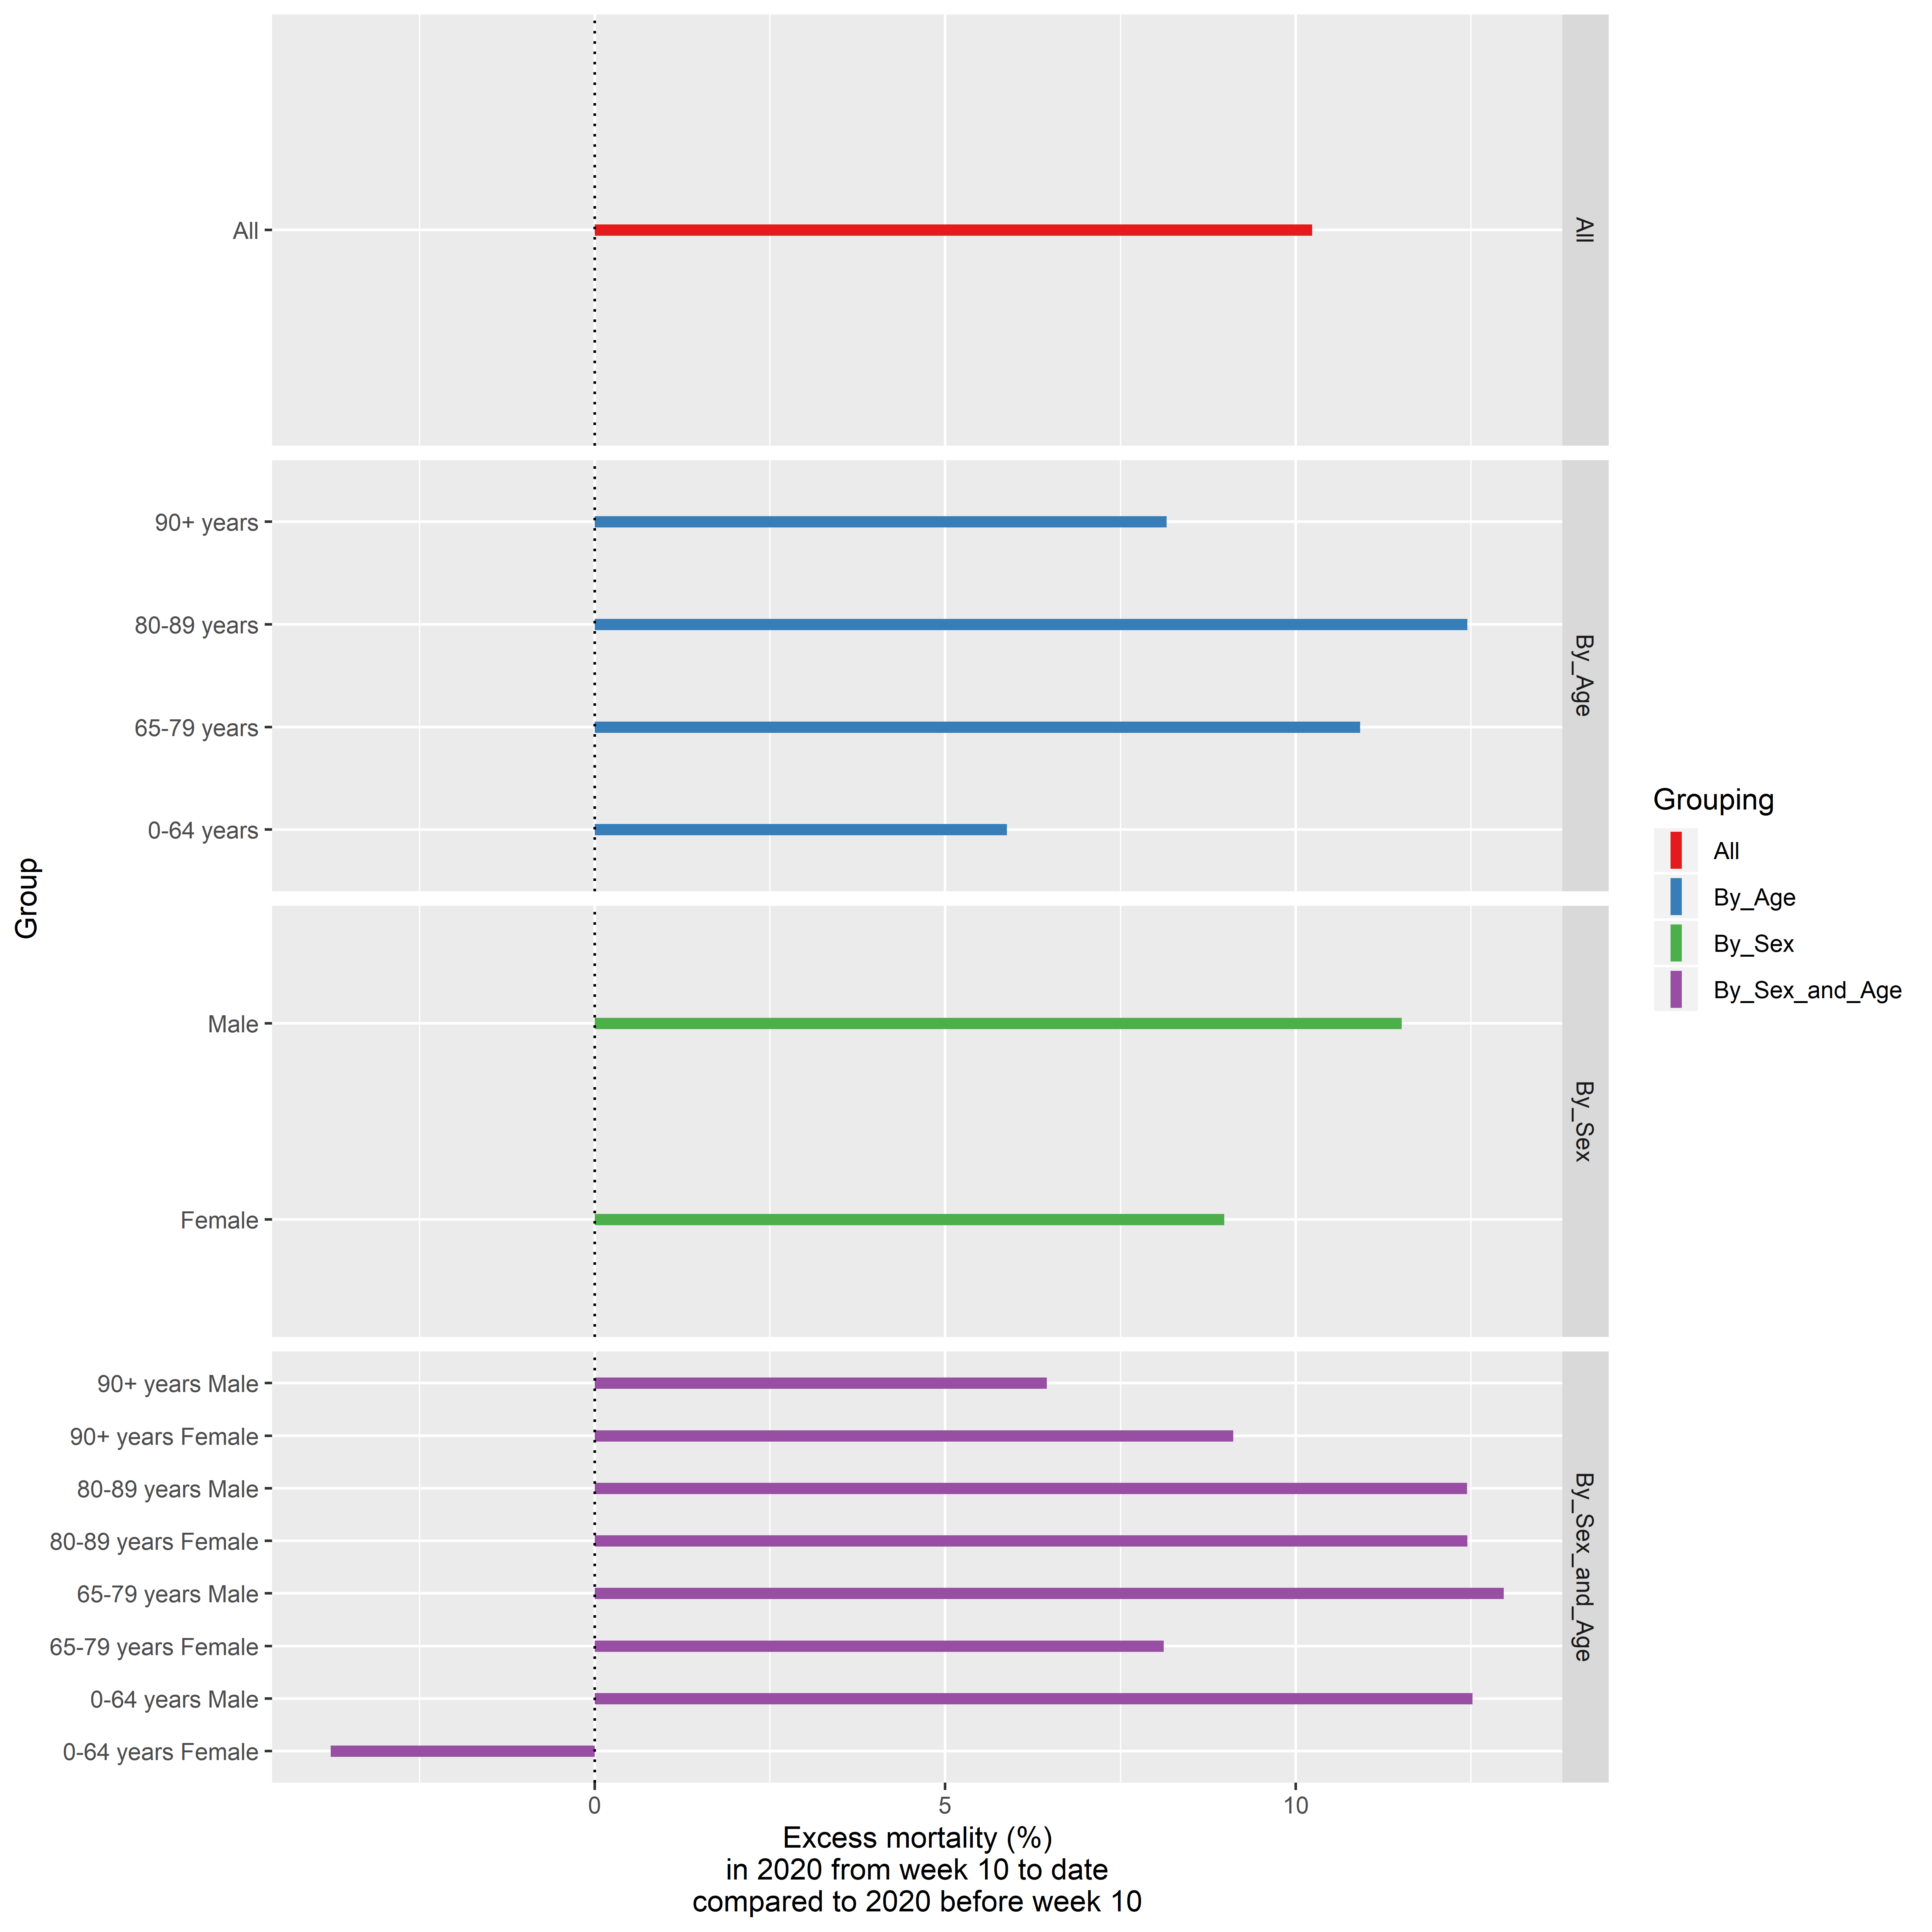 All
All
90+ years
80-89 years
65-79 years
0-64 years
By_Age
Male
Female
By_Sex
90+ years Male
90+ years Female
80-89 years Male
80-89 years Female
65-79 years Male
65-79 years Female
0-64 years Male
0-64 years Female
By_Sex_and_Age
Group
0 5 10
Excess mortality (%)
in 2020 from week 10 to date
compared to 2020 before week 10
Grouping
All
By_Age
By_Sex
By_Sex_and_Age